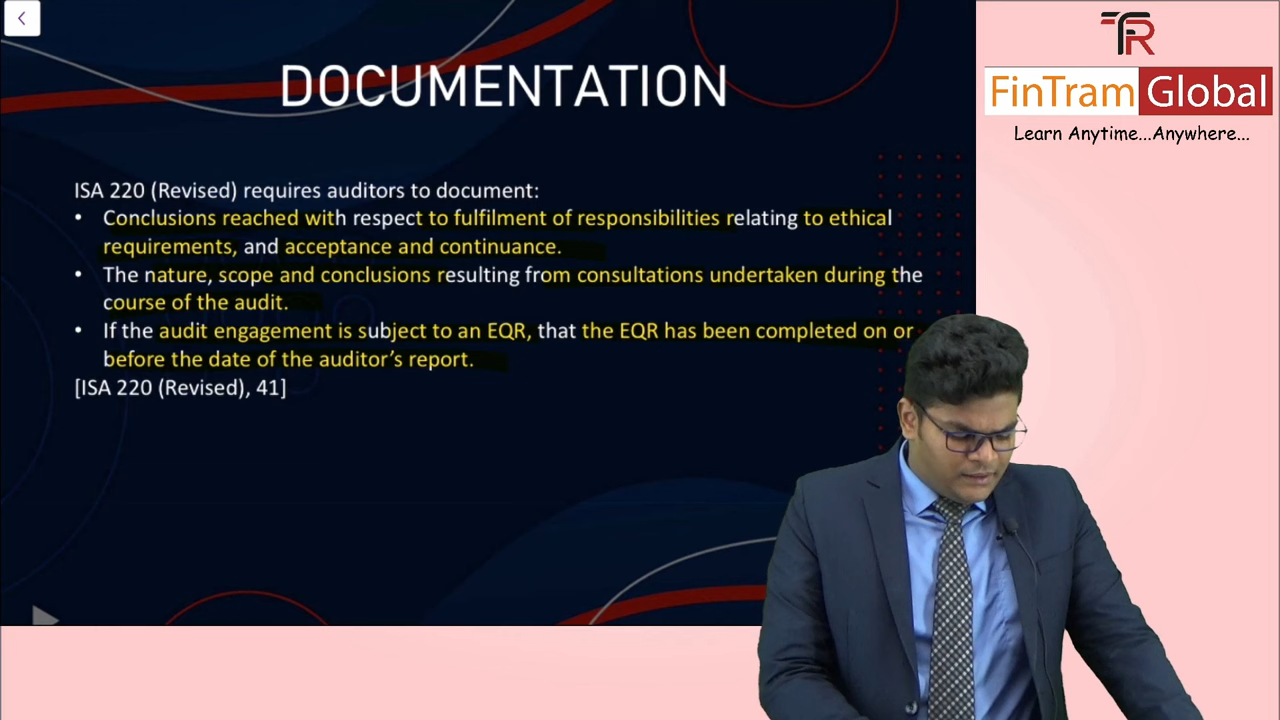 DOCUMENTATION
ISA 220 (Revised) requires auditors to document:
• Conclusions reached with respect to fulfilment of responsibilities relating to ethical
requirements, and acceptance and continuance.
• The nature, scope and conclusions resulting from consultations undertaken during the
course of the audit.
• If the audit engagement is subject to an EQR, that the EQR has been completed on or
before the date of the auditor’s report.
[ISA 220 (Revised), 41]
FinTram Global
Learn Anytime...Anywhere...